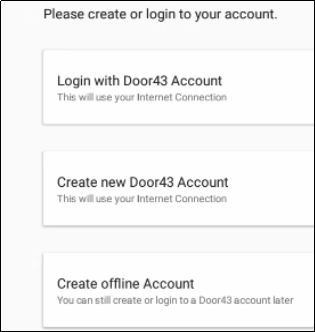 Please create or login to your account.
Login with Door43 Account
This will use your Internet Connection
Create new Door43 Account
This will use your Internet Connection
Create offline Account
You can still create or login to a Door43 account later